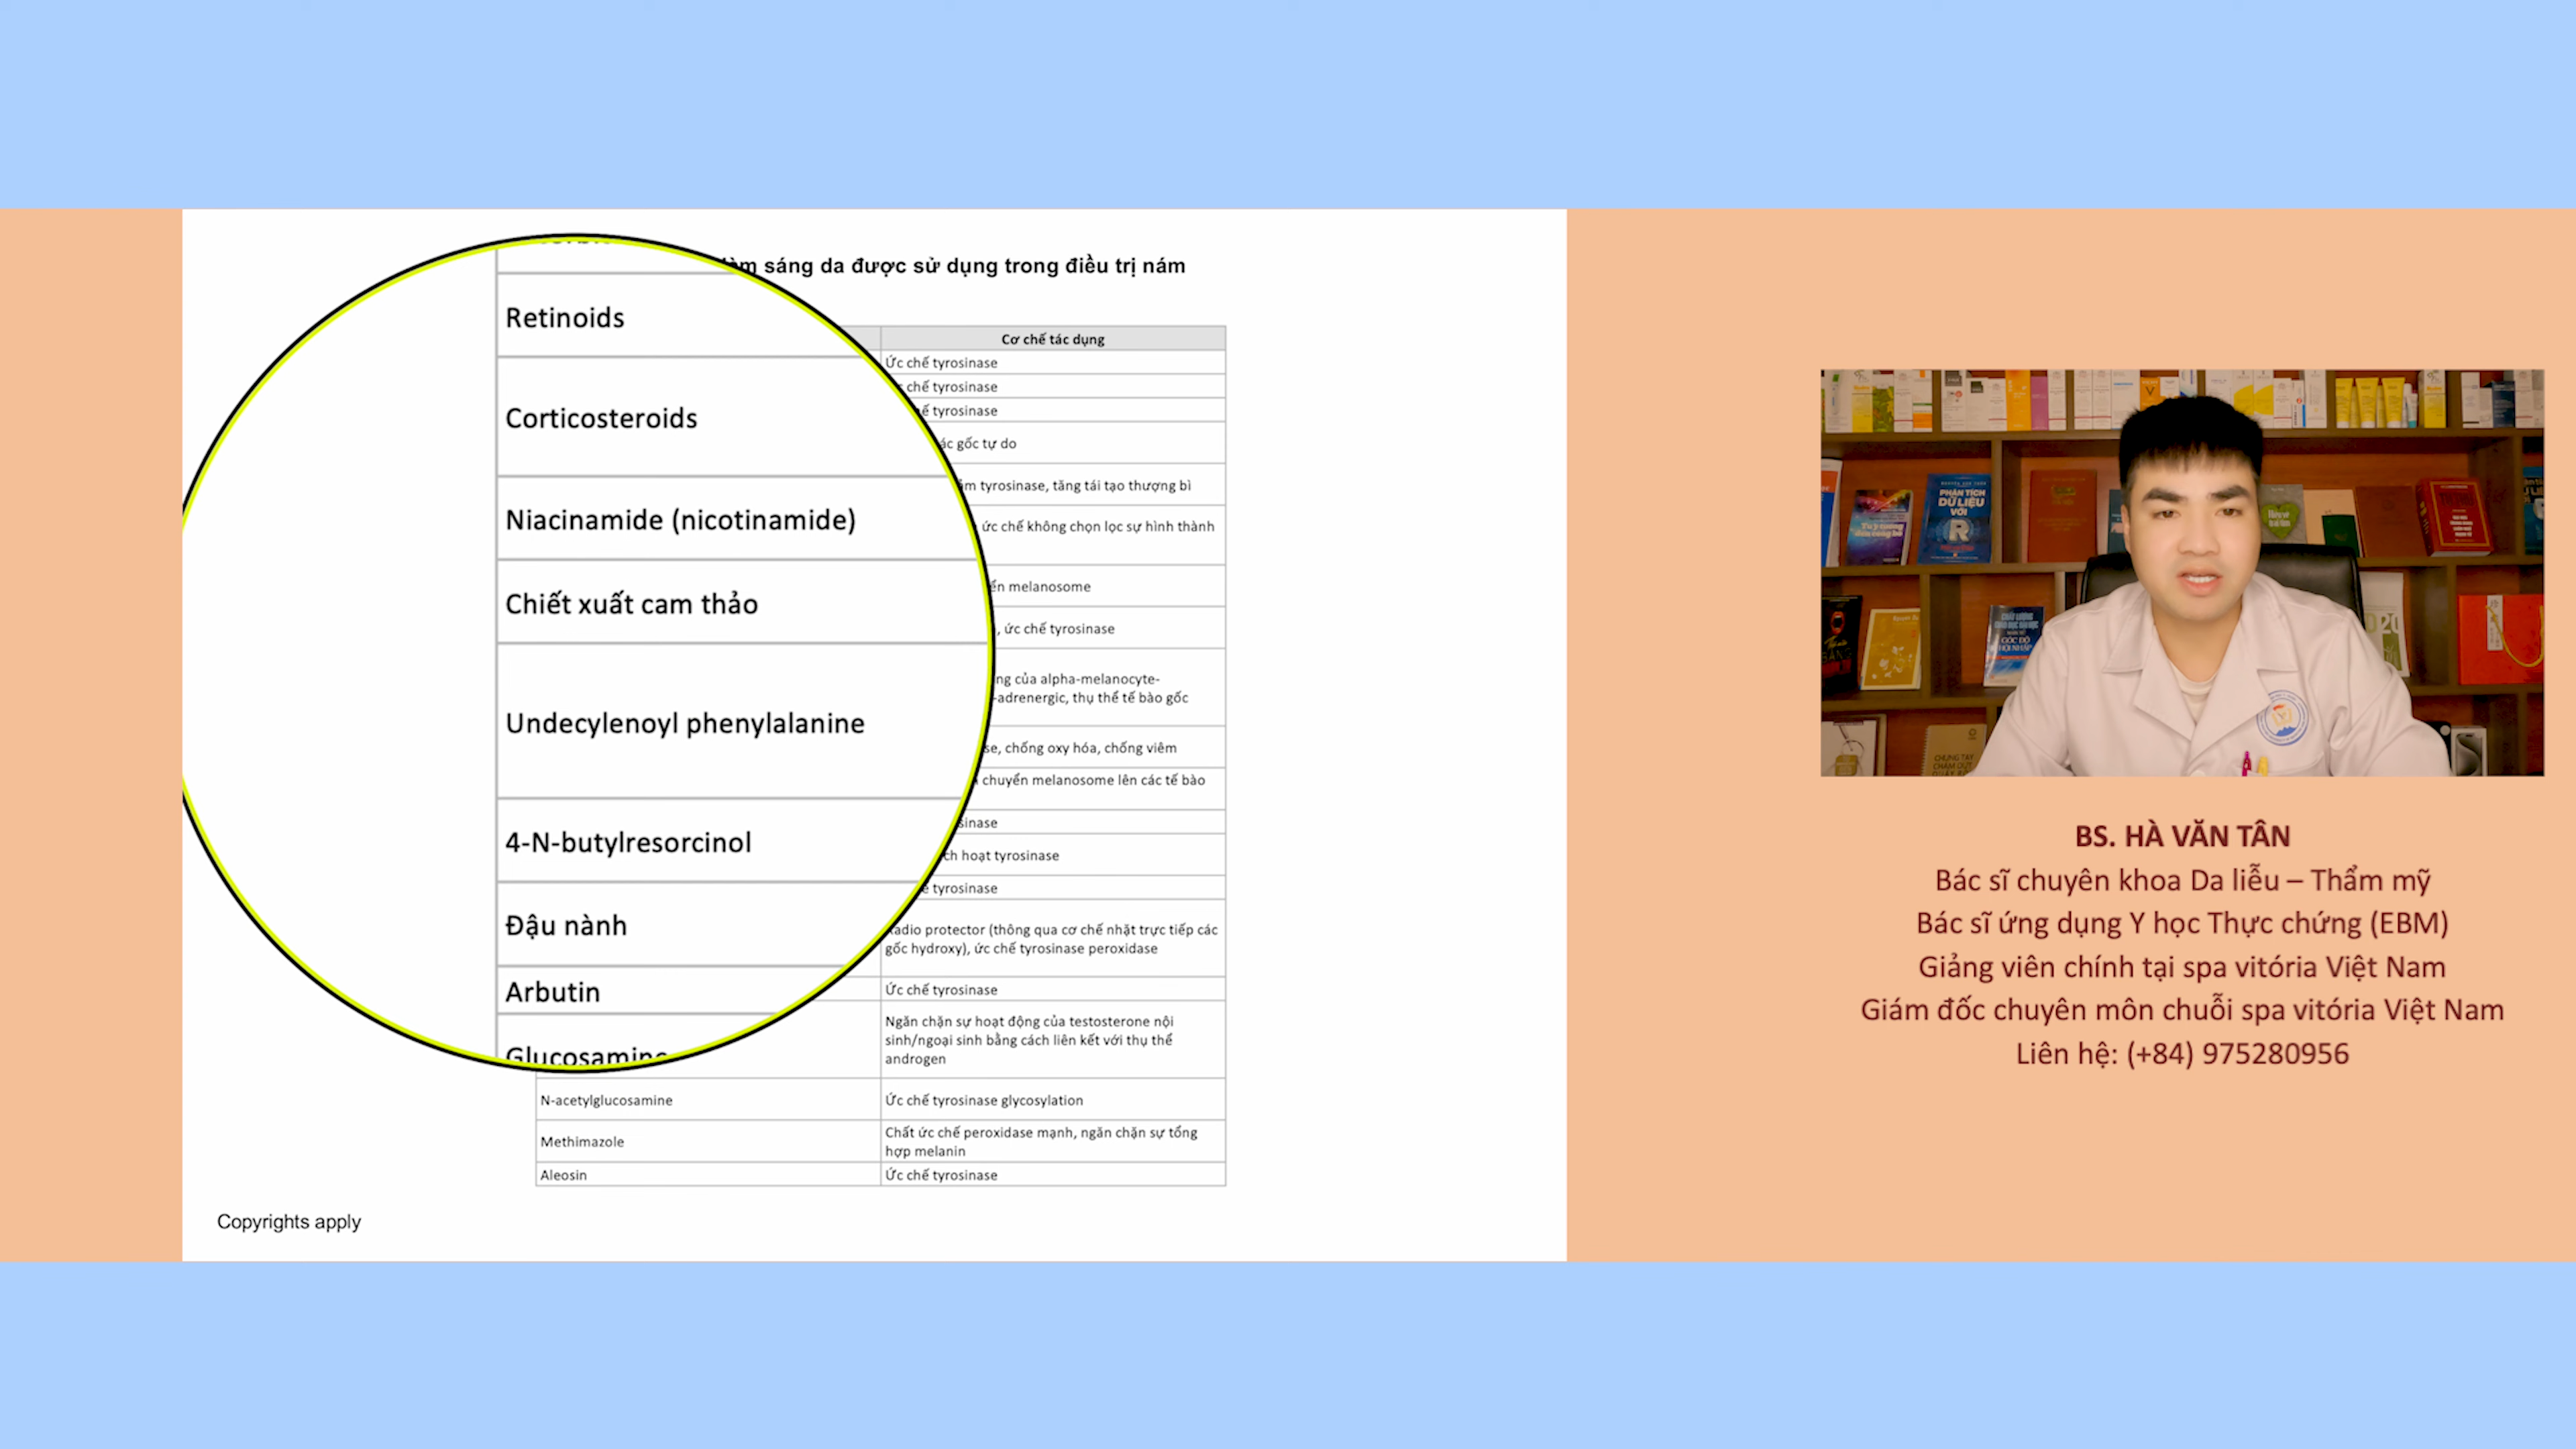 làm sáng da được sử dụng trong điều trị nám
Retinoids
Corticosteroids
Niacinamide (nicotinamide)
Chiết xuất cam thảo
Undecylenoyl phenylalanine
4-N-butylresorcinol
Đậu nành
Arbutin
Glucosamine
N-acetylglucosamine
Methimazole
Aleosin
Cơ chế tác dụng
Ức chế tyrosinase
chế tyrosinase
tyrosinase
gốc tự do
tyrosinase, tăng tái tạo thượng bì
ức chế không chọn lọc sự hình thành
melanosome
, ức chế tyrosinase
của alpha-melanocyte-
-adrenergic, thụ thể tế bào gốc
, chống oxy hóa, chống viêm
chuyển melanosome lên các tế bào
hoạt tyrosinase
tyrosinase
Radio protector (thông qua cơ chế nhặt trực tiếp các
gốc hydroxy), ức chế tyrosinase peroxidase
Ức chế tyrosinase
Ngăn chặn sự hoạt động của testosterone nội
sinh/ngoại sinh bằng cách liên kết với thụ thể
androgen
Ức chế tyrosinase glycosylation
Chất ức chế peroxidase mạnh, ngăn chặn sự tổng
hợp melanin
Ức chế tyrosinase
Copyrights apply
PHÂN TÍCH
DỮ LIỆU
VỚI
R
BS. HÀ VĂN TÂN
Bác sĩ chuyên khoa Da liễu – Thẩm mỹ
Bác sĩ ứng dụng Y học Thực chứng (EBM)
Giảng viên chính tại spa vitória Việt Nam
Giám đốc chuyên môn chuỗi spa vitória Việt Nam
Liên hệ: (+84) 975280956